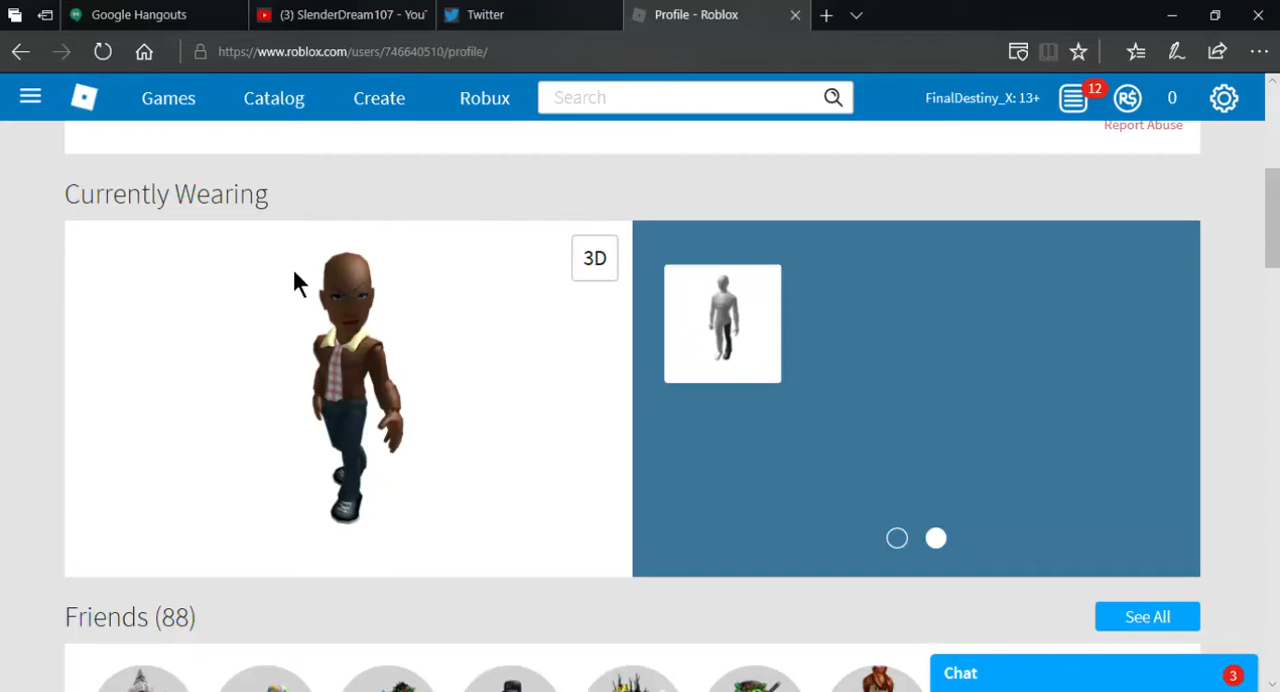 Google Hangouts
(3) SlenderDream107 - You
Twitter
Profile - Roblox
https://www.roblox.com/users/746640510/profile/
Games
Catalog
Create
Robux
Search
FinalDestiny_X: 13+
12
R$
0
Report Abuse
Currently Wearing
3D
Friends (88)
See All
Chat
3